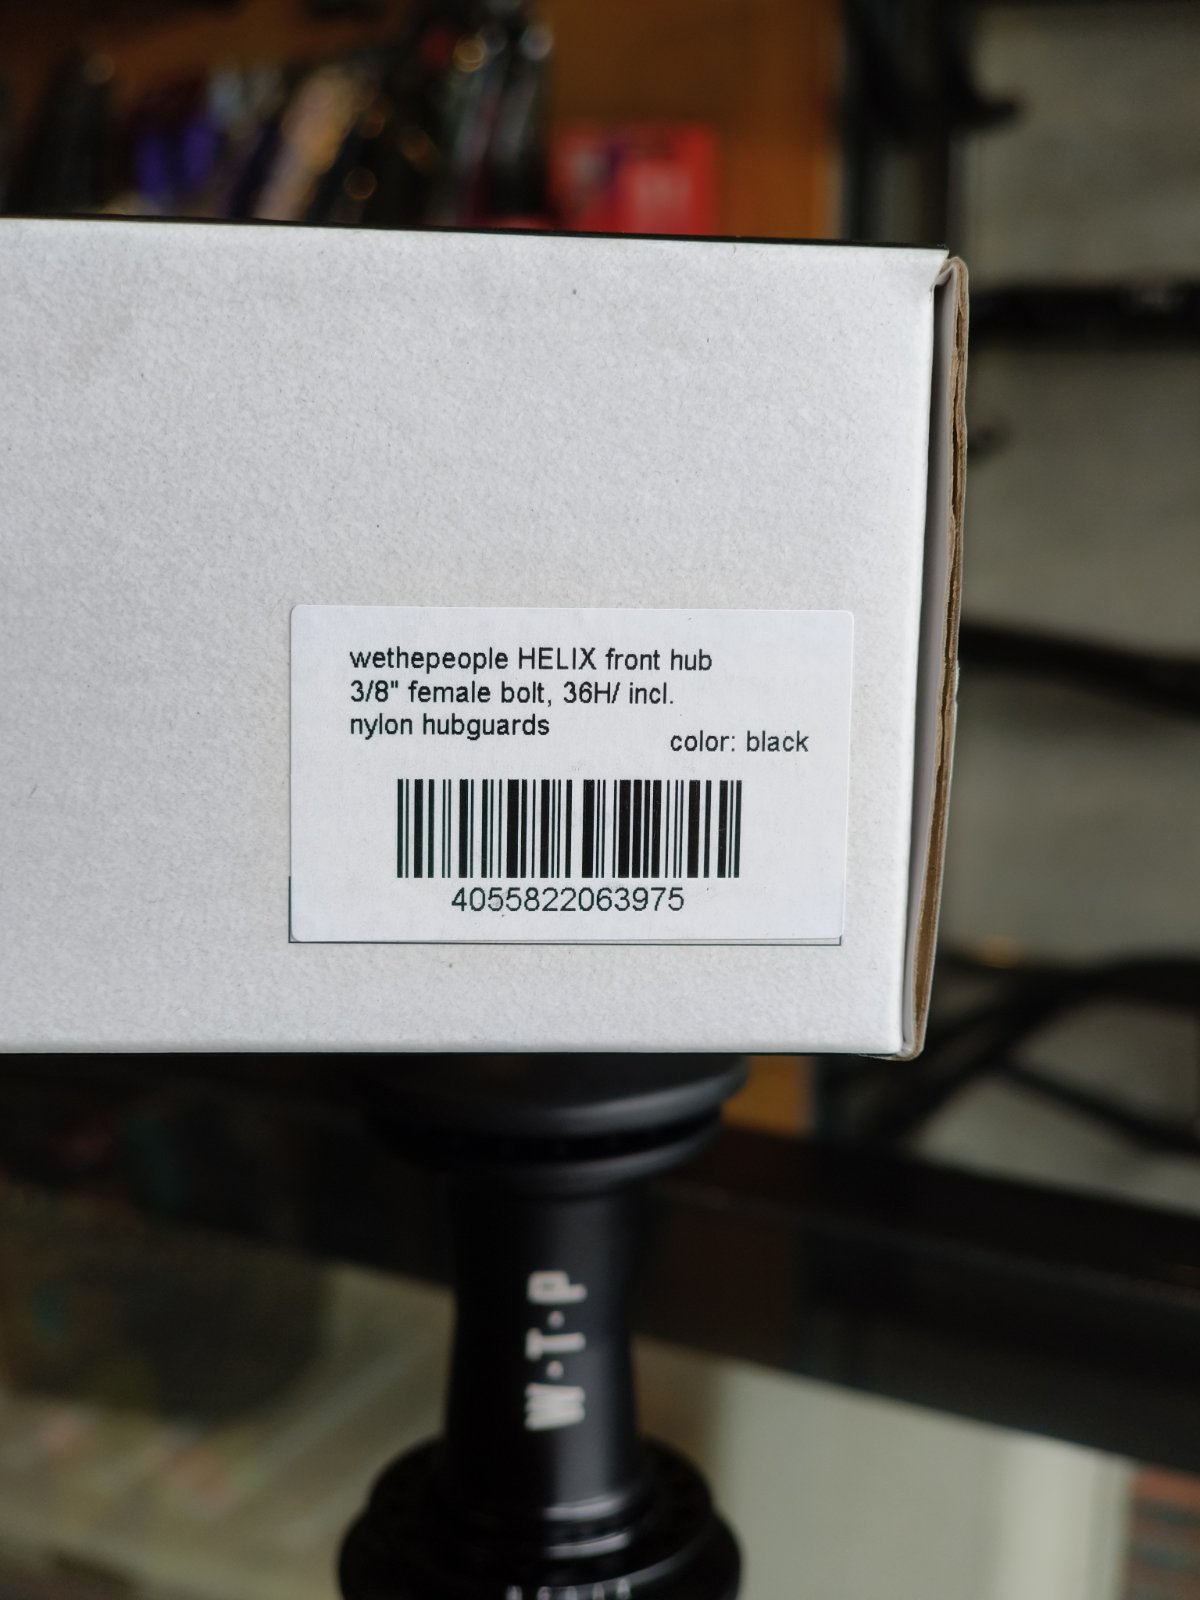 wethepeople HELIX front hub
3/8" female bolt, 36H/ incl.
nylon hubguards
color: black
4055822063975
W·T·P